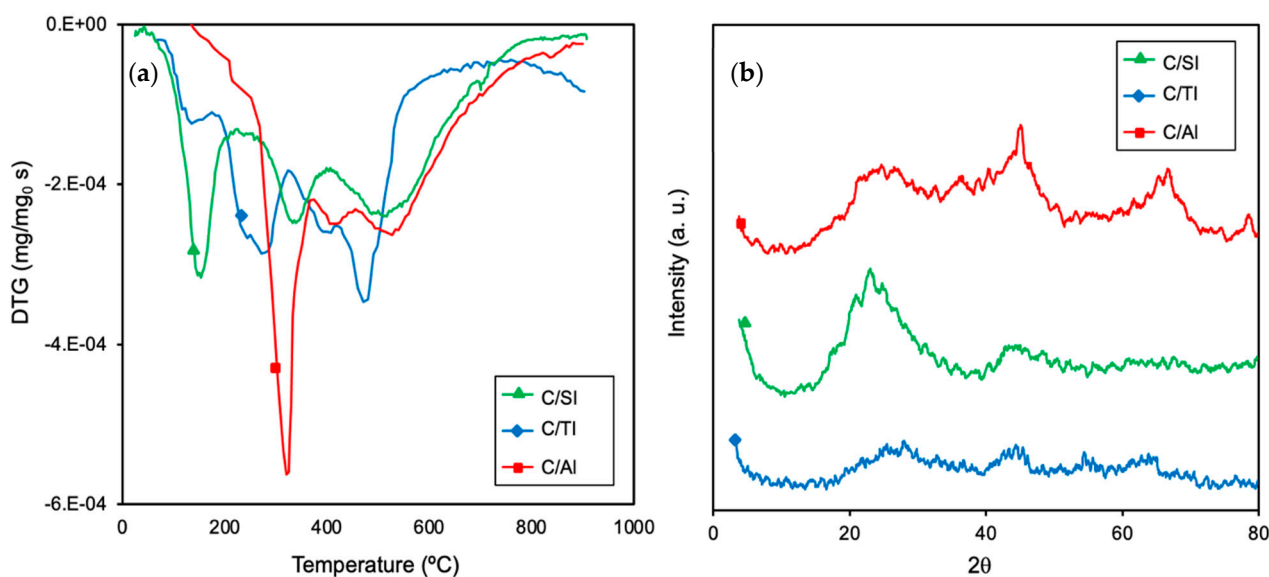 (a)
DTG (mg/mg₀ s)
0.E+00
-2.E-04
-4.E-04
-6.E-04
0
200
400
600
800
1000
Temperature (ºC)
C/SI
C/TI
C/Al
(b)
Intensity (a. u.)
0
20
40
60
80
2θ
C/SI
C/TI
C/Al